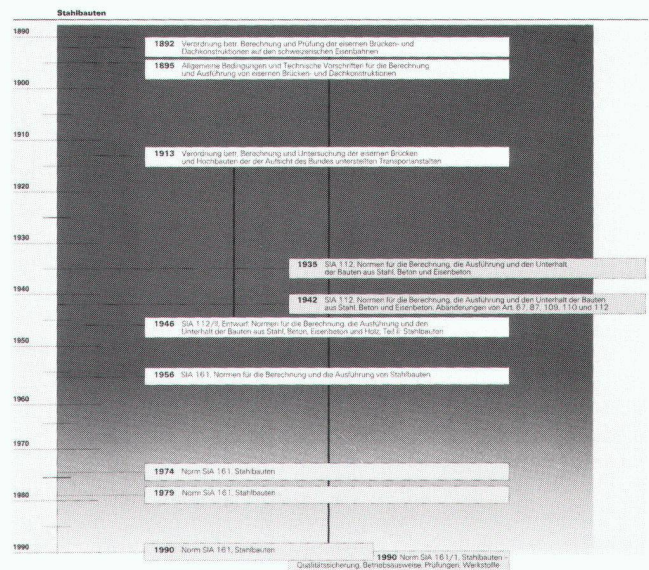 Stahlbauten
1890
1892 Verordnung betr. Berechnung und Prüfung der eisernen Brücken- und
Dachkonstruktionen auf den schweizerischen Eisenbahnen
1895 Allgemeine Bedingungen und Technische Vorschriften für die Berechnung
und Ausführung von eisernen Brücken- und Dachkonstruktionen
1900
1910
1913 Verordnung betr. Berechnung und Untersuchung der eisernen Brücken
und Hochbauten der der Aufsicht des Bundes unterstellten Transportanstalten
1920
1930
1935 SIA 112, Normen für die Berechnung, die Ausführung und den Unterhalt
der Bauten aus Stahl, Beton und Eisenbeton
1940
1942 SIA 112, Normen für die Berechnung, die Ausführung und den Unterhalt der Bauten
aus Stahl, Beton und Eisenbeton, Abänderungen von Art. 67, 87, 109, 110 und 112
1946 SIA 112/II, Entwurf: Normen für die Berechnung, die Ausführung und den
Unterhalt der Bauten aus Stahl, Beton, Eisenbeton und Holz, Teil II: Stahlbauten
1950
1956 SIA 161, Normen für die Berechnung und die Ausführung von Stahlbauten
1960
1970
1974 Norm SIA 161, Stahlbauten
1979 Norm SIA 161, Stahlbauten
1980
1990
1990 Norm SIA 161, Stahlbauten
1990 Norm SIA 161/1, Stahlbauten –
Qualitätssicherung, Betriebsausweise, Prüfungen, Werkstoffe